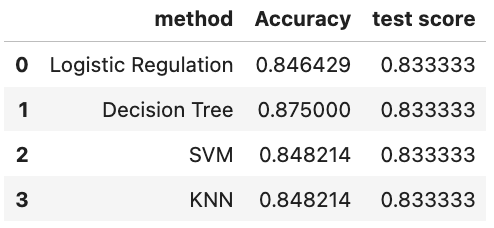 method Accuracy test score
0 Logistic Regulation 0.846429 0.833333
1 Decision Tree 0.875000 0.833333
2 SVM 0.848214 0.833333
3 KNN 0.848214 0.833333